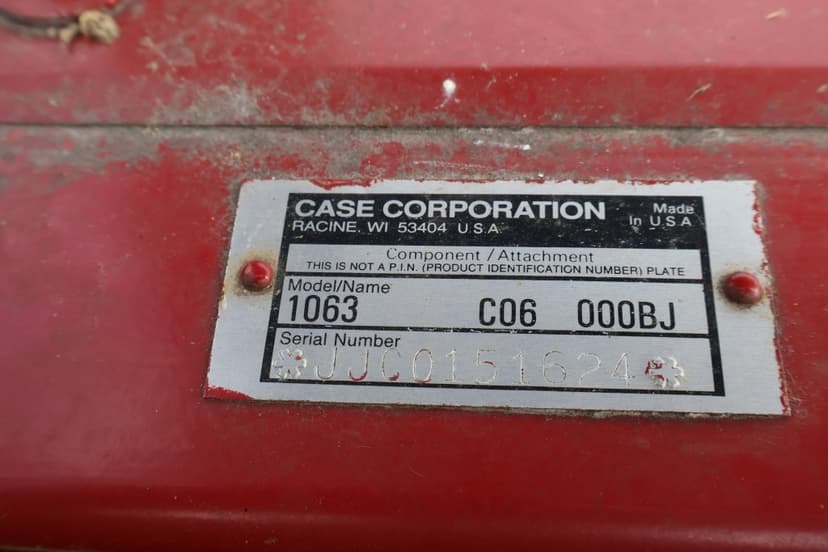 CASE CORPORATION
Made
In U.S.A
RACINE, WI 53404 U.S.A.
Component / Attachment
THIS IS NOT A P.I.N. (PRODUCT IDENTIFICATION NUMBER) PLATE
Model/Name
1063 C06 000BJ
Serial Number
*JJC0151624*